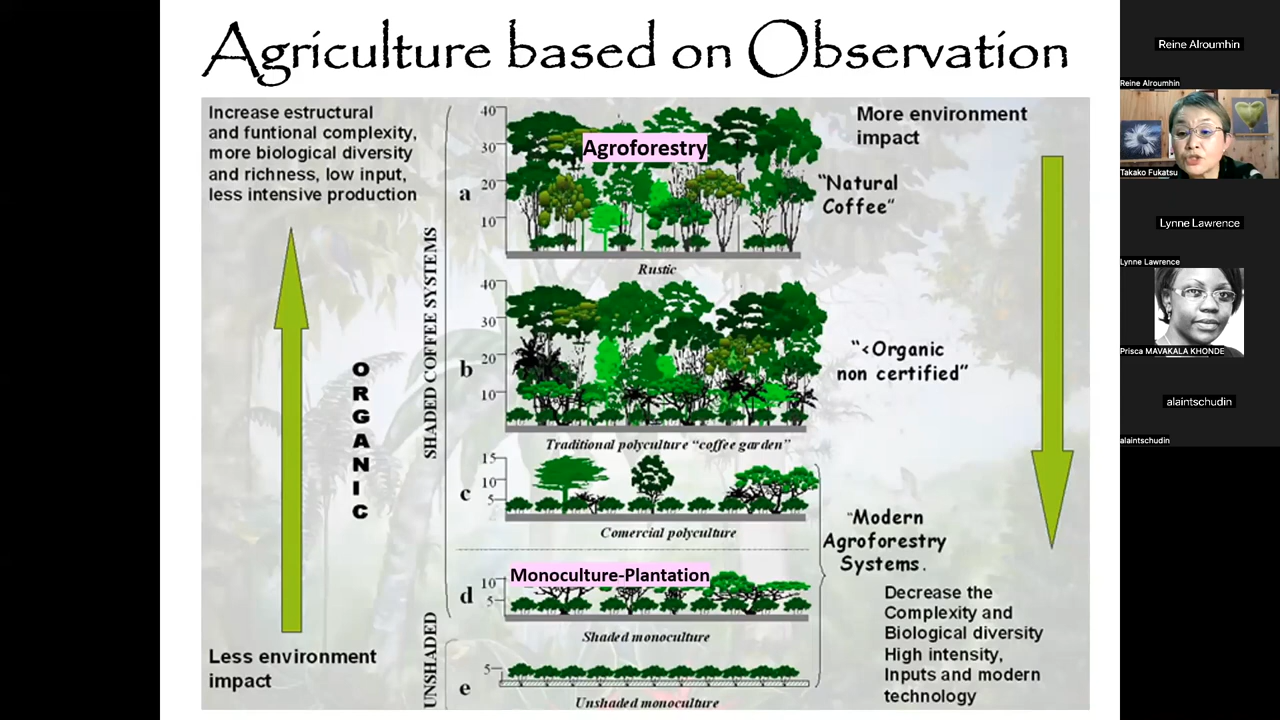 Agriculture based on Observation
Increase estructural
and funtional complexity,
more biological diversity
and richness, low input,
less intensive production
ORGANIC
Less environment
impact
SHADED COFFEE SYSTEMS
UNSHADED
40
30
20
10
a
Agroforestry
Rustic
40
30
20
10
b
Traditional polyculture “coffee garden”
15
10
5
c
Comercial polyculture
10
5
d
Monoculture-Plantation
Shaded monoculture
5
e
Unshaded monoculture
More environment
impact
“Natural
Coffee”
“<Organic
non certified”
“Modern
Agroforestry
Systems.
Decrease the
Complexity and
Biological diversity
High intensity,
Inputs and modern
technology
Reine Alroumhin
Reine Alroumhin
Takako Fukatsu
Lynne Lawrence
Lynne Lawrence
Prisca MAVAKALA KHONDE
alaintschudin
alaintschudin